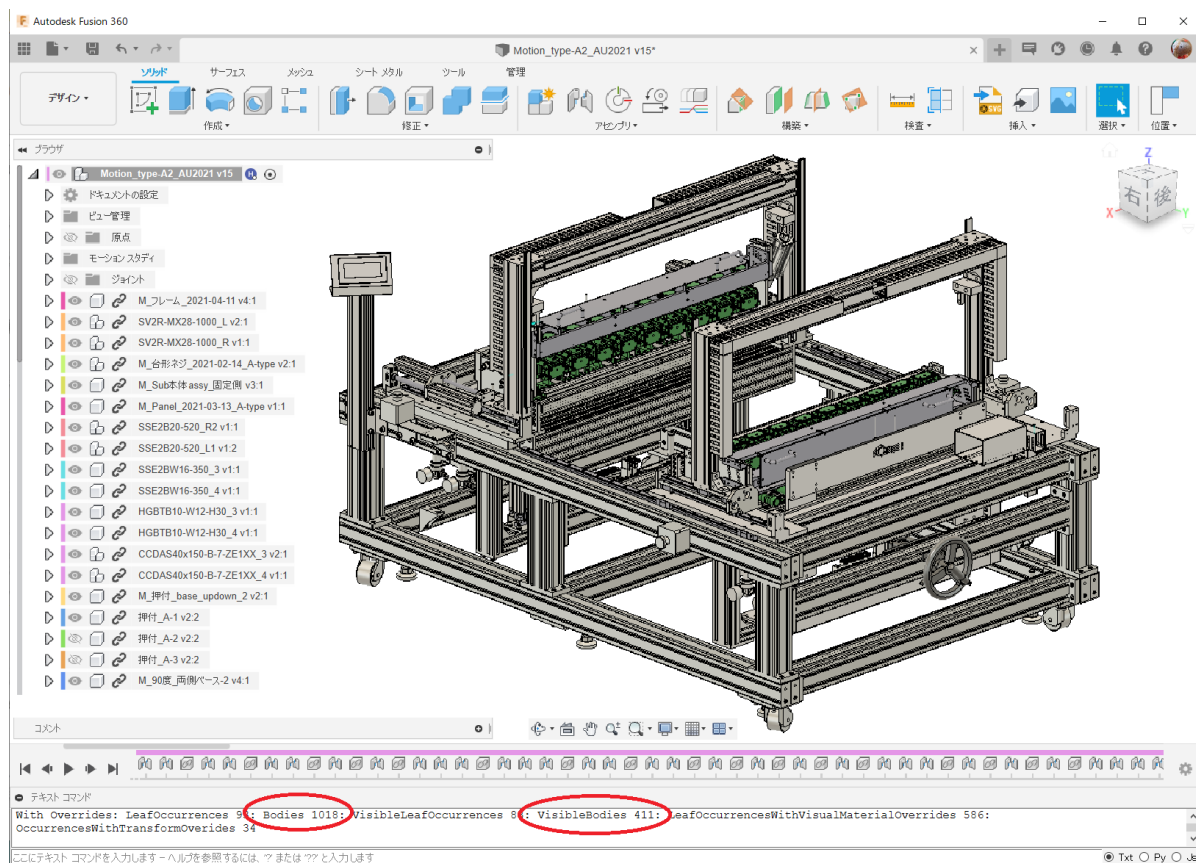 Autodesk Fusion 360
Motion_type-A2_AU2021 v15*
ソリッド サーフェス メッシュ シート メタル ツール 管理
デザイン
作成 修正 アセンブリ 構築 検査 挿入 選択 位置
SVG
ブラウザ
Motion_type-A2_AU2021 v15
ドキュメントの設定
ビュー管理
原点
モーション スタディ
ジョイント
M_フレーム_2021-04-11 v4:1
SV2R-MX28-1000_L v2:1
SV2R-MX28-1000_R v1:1
M_台形ネジ_2021-02-14_A-type v2:1
M_Sub本体assy_固定側 v3:1
M_Panel_2021-03-13_A-type v1:1
SSE2B20-520_R2 v1:1
SSE2B20-520_L1 v1:2
SSE2BW16-350_3 v1:1
SSE2BW16-350_4 v1:1
HGBTB10-W12-H30_3 v1:1
HGBTB10-W12-H30_4 v1:1
CCDAS40x150-B-7-ZE1XX_3 v2:1
CCDAS40x150-B-7-ZE1XX_4 v1:1
M_押付_base_updown_2 v2:1
押付_A-1 v2:2
押付_A-2 v2:2
押付_A-3 v2:2
M_90度_両側ベース-2 v4:1
Z
右 後
X Y
コメント
テキスト コマンド
With Overrides: LeafOccurrences : Bodies 1018: VisibleLeafOccurrences : VisibleBodies 411: LeafOccurrencesWithVisualMaterialOverrides 586:
OccurrencesWithTransformOverides 34
ここにテキスト コマンドを入力します – ヘルプを参照するには、'?' または '??' と入力します
Txt Py